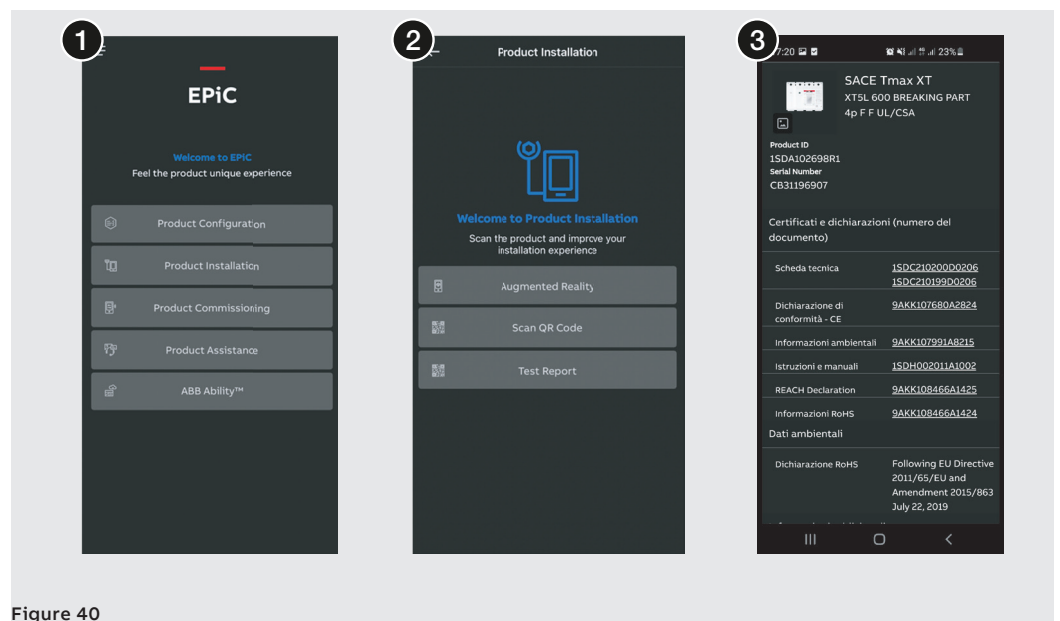 1
EPiC
Welcome to EPiC
Feel the product unique experience
Product Configuration
Product Installation
Product Commissioning
Product Assistance
ABB Ability™
2
Product Installation
Welcome to Product Installation
Scan the product and improve your
installation experience
Augmented Reality
Scan QR Code
Test Report
3
7:20 23%
SACE Tmax XT
XT5L 600 BREAKING PART
4p F F UL/CSA
Product ID
1SDA102698R1
Serial Number
CB31196907
Certificati e dichiarazioni (numero del
documento)
Scheda tecnica 1SDC210200D0206
1SDC210199D0206
Dichiarazione di 9AKK107680A2824
conformità - CE
Informazioni ambientali 9AKK107991A8215
Istruzioni e manuali 1SDH002011A1002
REACH Declaration 9AKK108466A1425
Informazioni RoHS 9AKK108466A1424
Dati ambientali
Dichiarazione RoHS Following EU Directive
2011/65/EU and
Amendment 2015/863
July 22, 2019
Figure 40